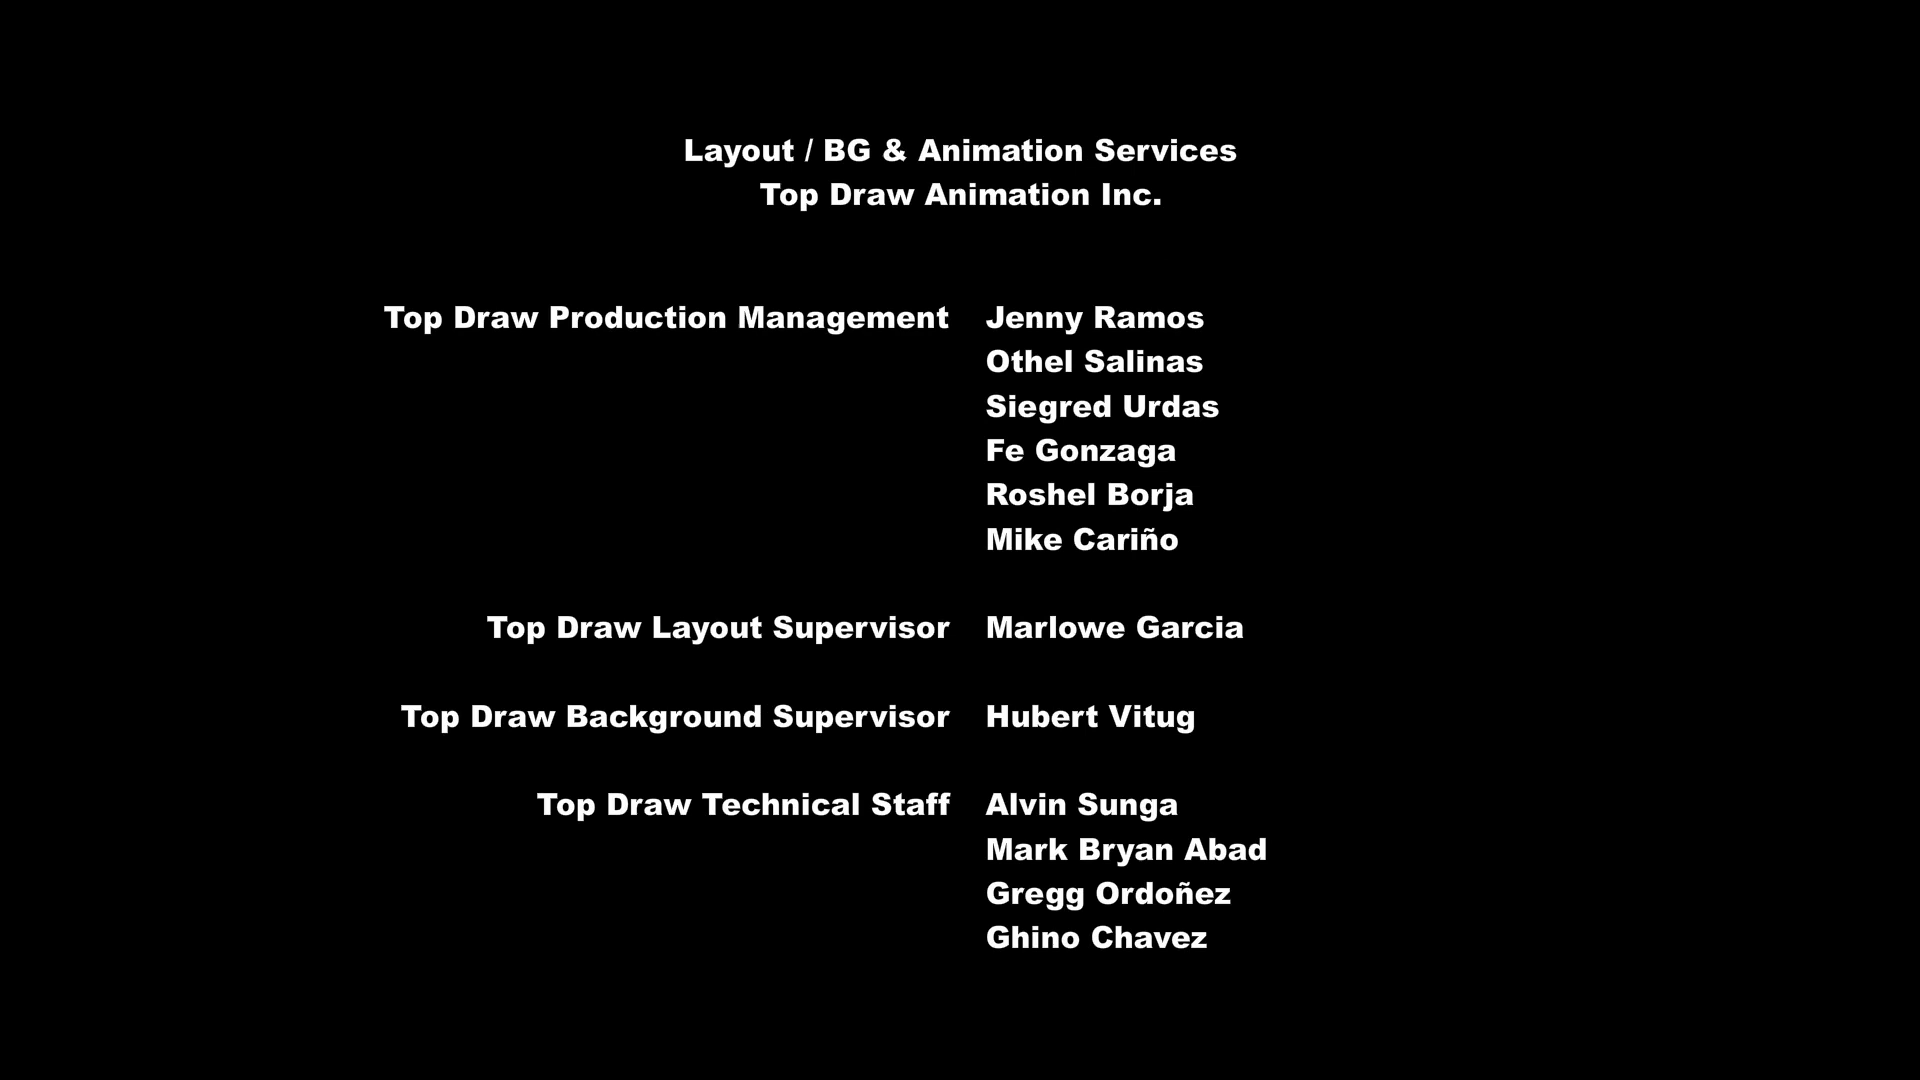 Layout / BG & Animation Services
Top Draw Animation Inc.
Top Draw Production Management Jenny Ramos
Othel Salinas
Siegred Urdas
Fe Gonzaga
Roshel Borja
Mike Cariño
Top Draw Layout Supervisor Marlowe Garcia
Top Draw Background Supervisor Hubert Vitug
Top Draw Technical Staff Alvin Sunga
Mark Bryan Abad
Gregg Ordoñez
Ghino Chavez